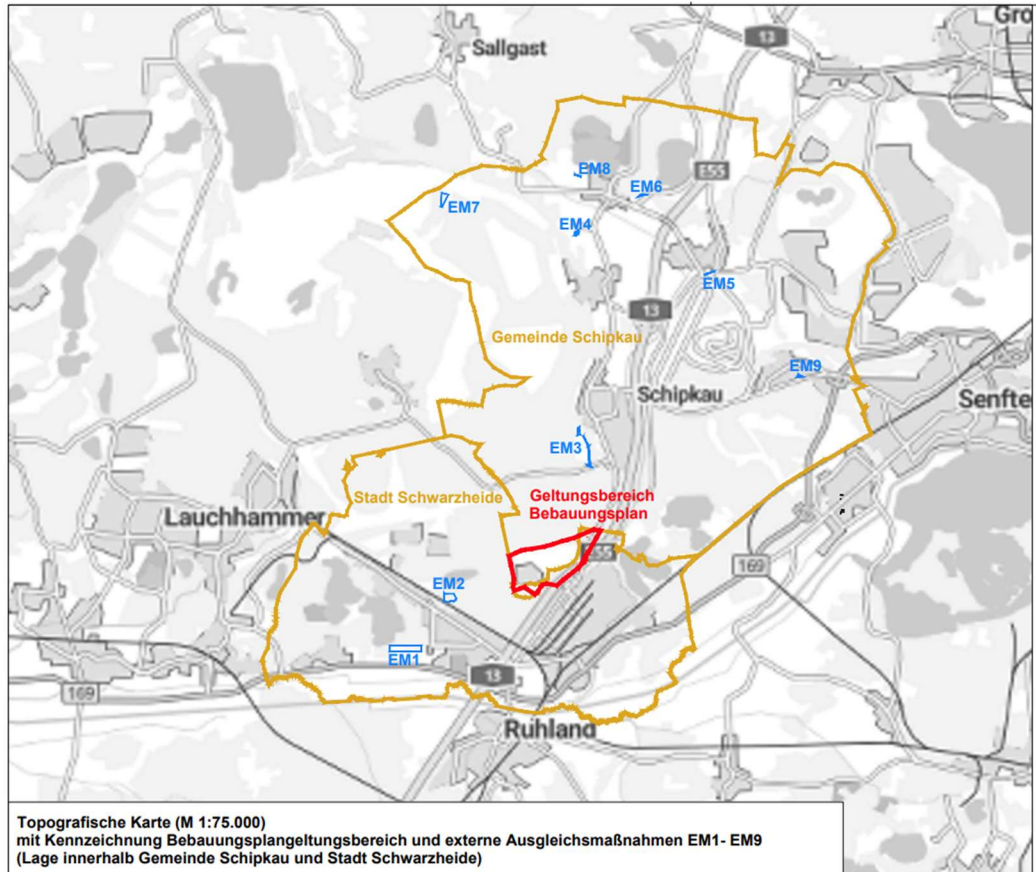 Gro
13
Sallgast
EM8
E55
EM6
EM7
EM4
EM5
13
Gemeinde Schipkau
EM9
Schipkau
Senfte
EM3
Stadt Schwarzheide
Geltungsbereich
Bebauungsplan
Lauchhammer
E55
169
EM2
EM1
13
169
Ruhland
Topografische Karte (M 1:75.000)
mit Kennzeichnung Bebauungsplangeltungsbereich und externe Ausgleichsmaßnahmen EM1- EM9
(Lage innerhalb Gemeinde Schipkau und Stadt Schwarzheide)